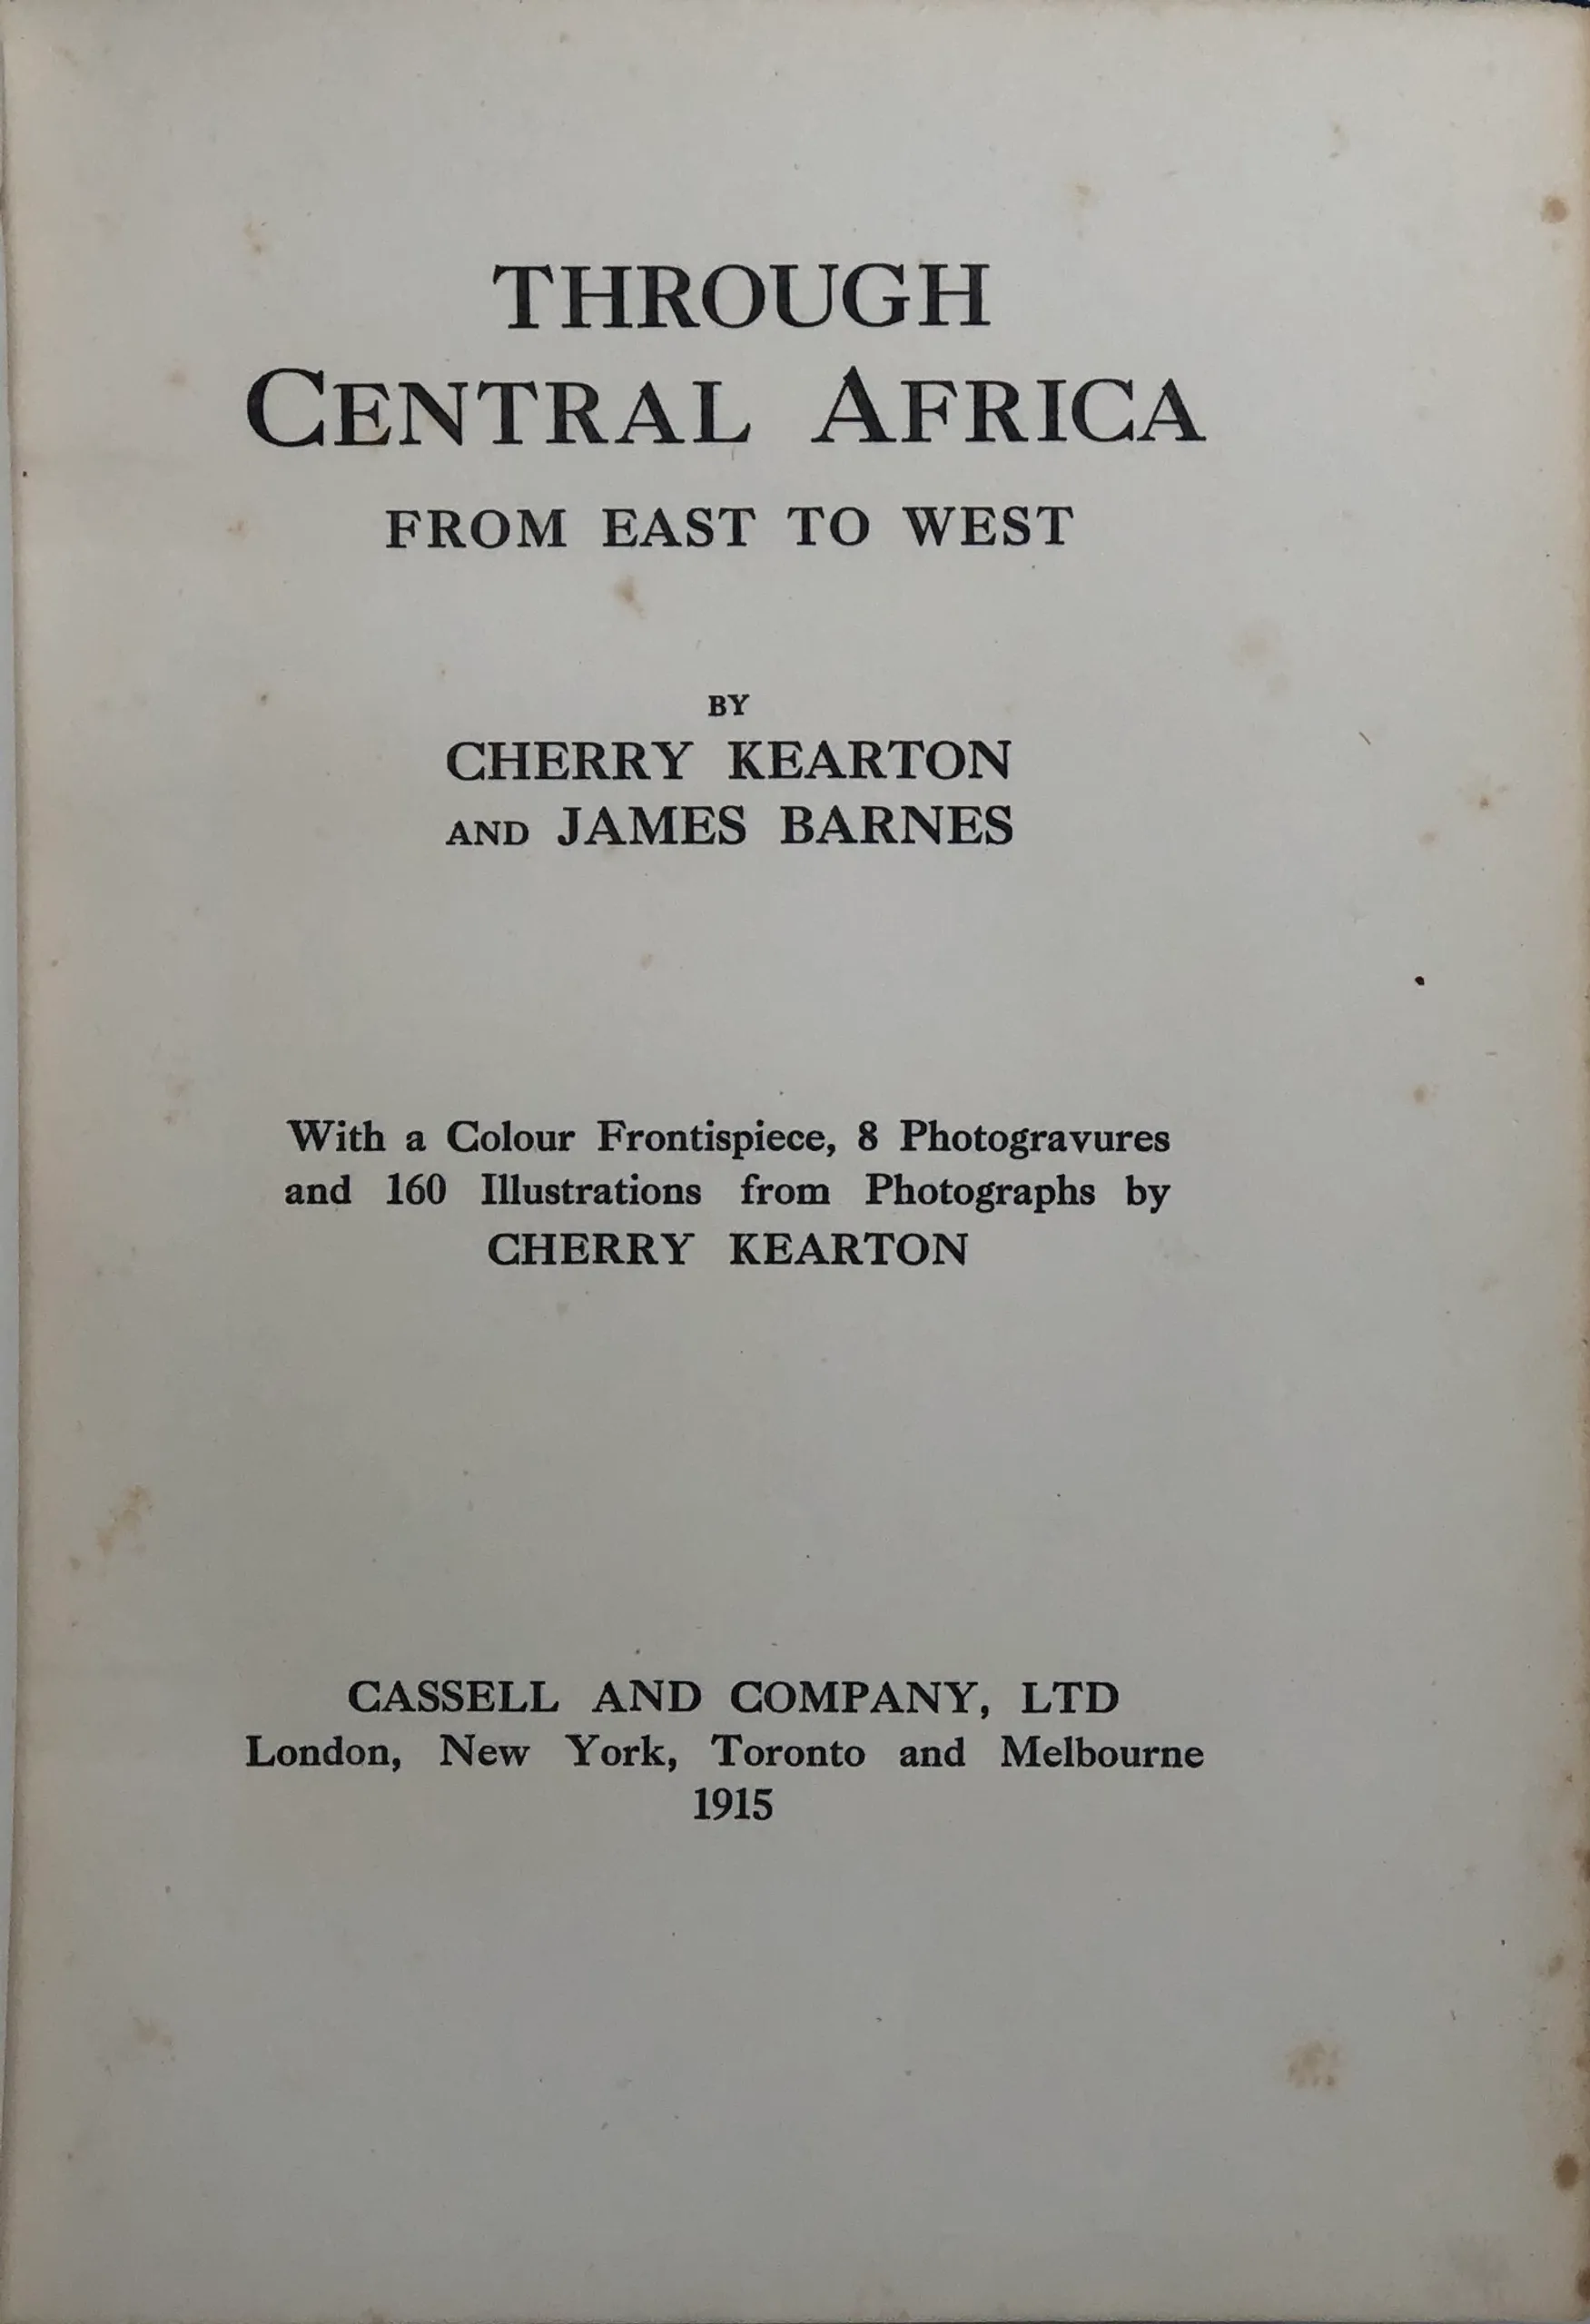 THROUGH
CENTRAL AFRICA
FROM EAST TO WEST
BY
CHERRY KEARTON
AND JAMES BARNES
With a Colour Frontispiece, 8 Photogravures
and 160 Illustrations from Photographs by
CHERRY KEARTON
CASSELL AND COMPANY, LTD
London, New York, Toronto and Melbourne
1915